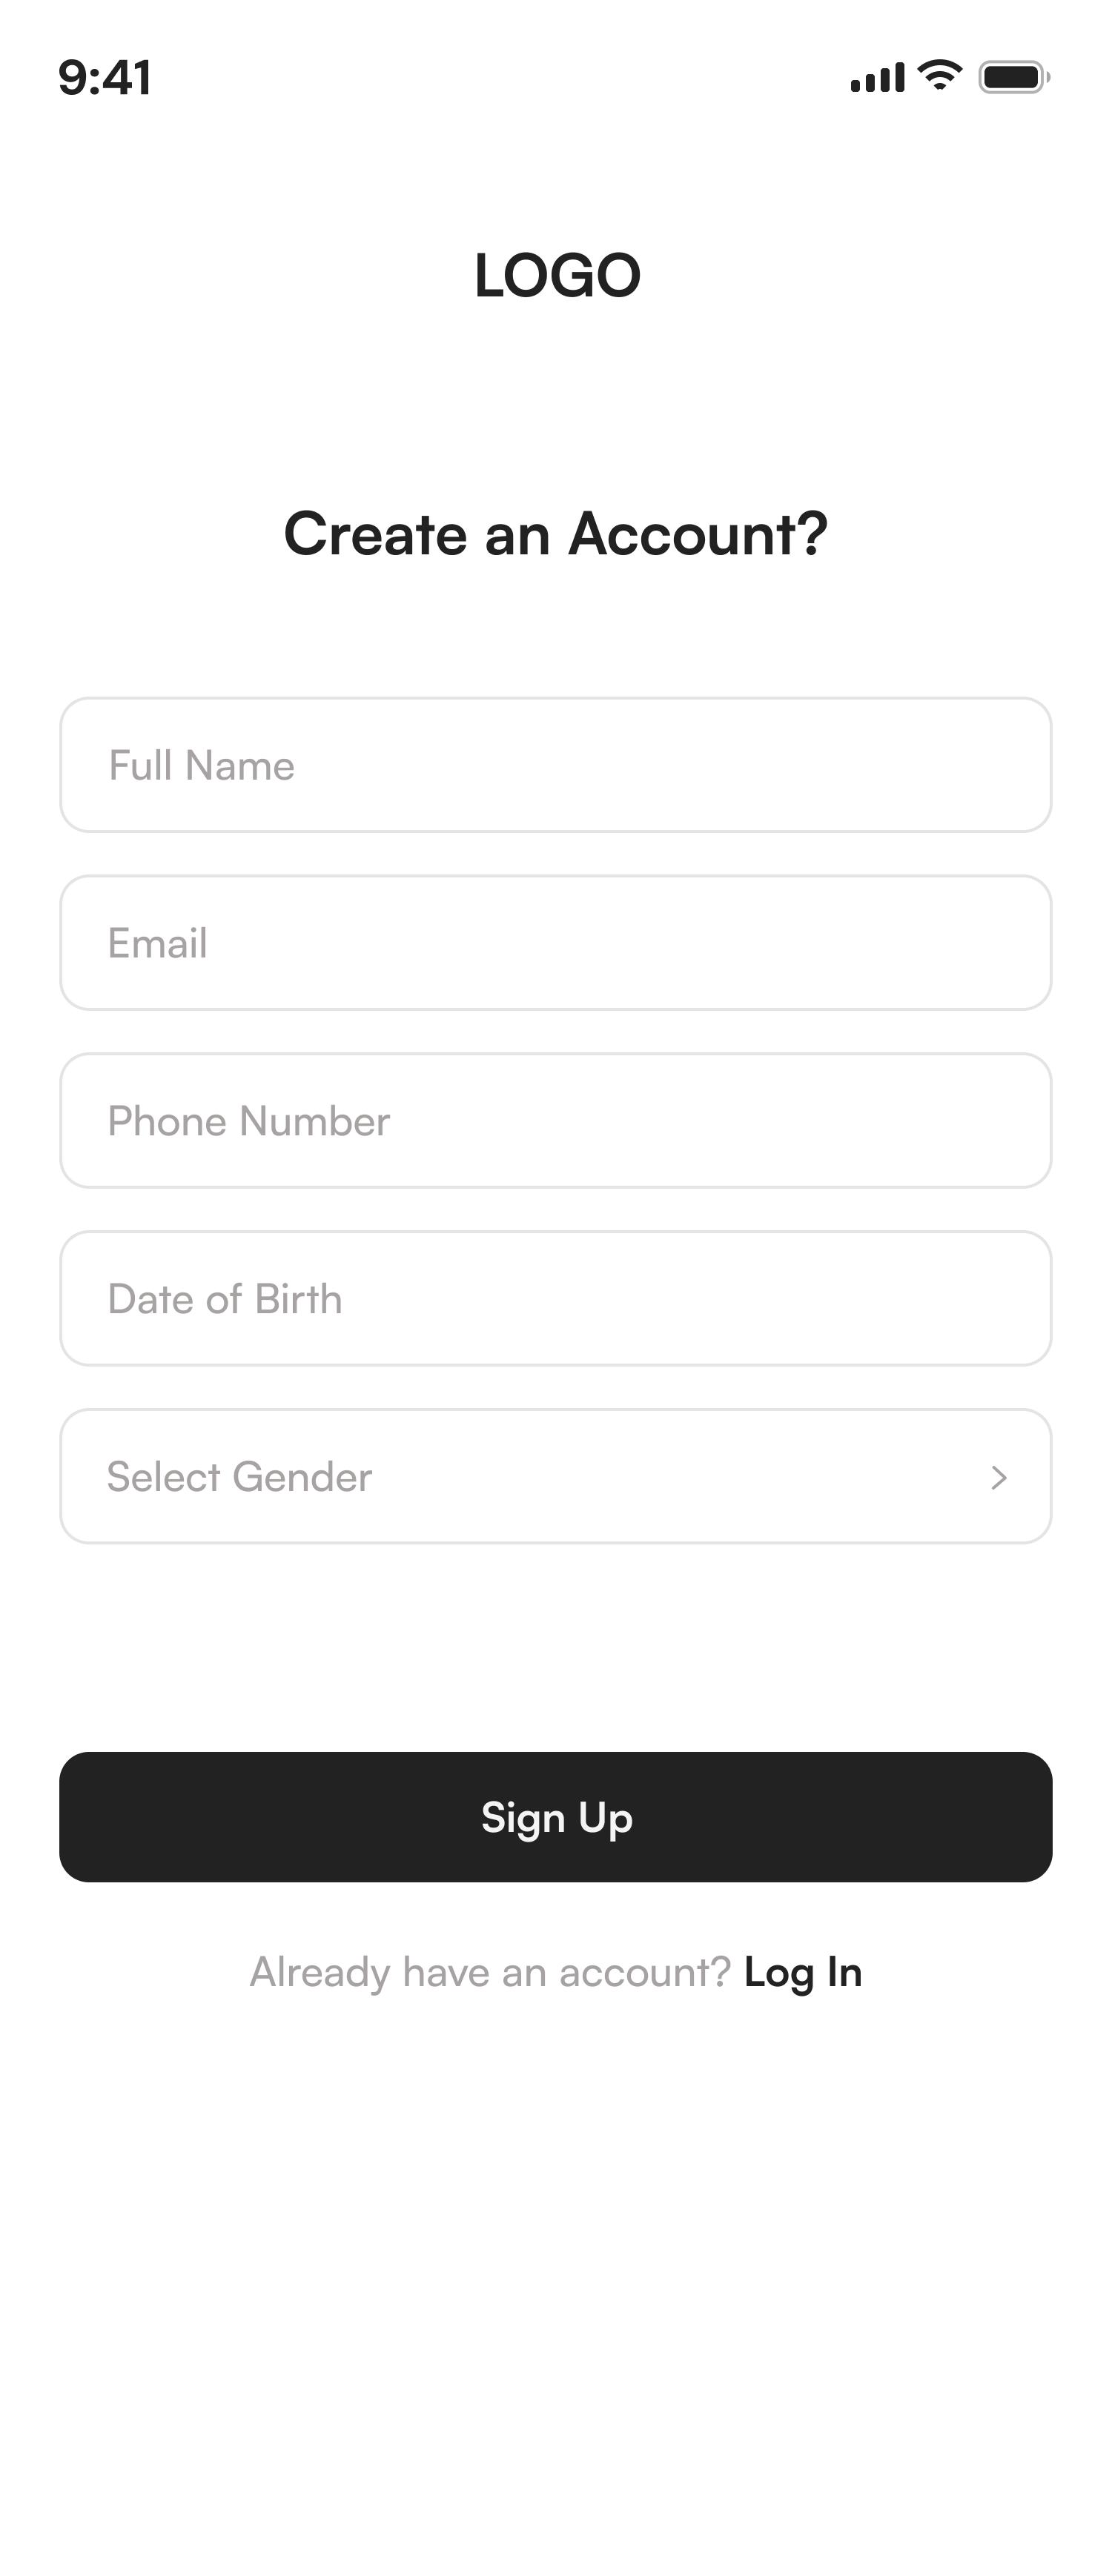 9:41
LOGO
Create an Account?
Full Name
Email
Phone Number
Date of Birth
Select Gender
Sign Up
Already have an account? Log In